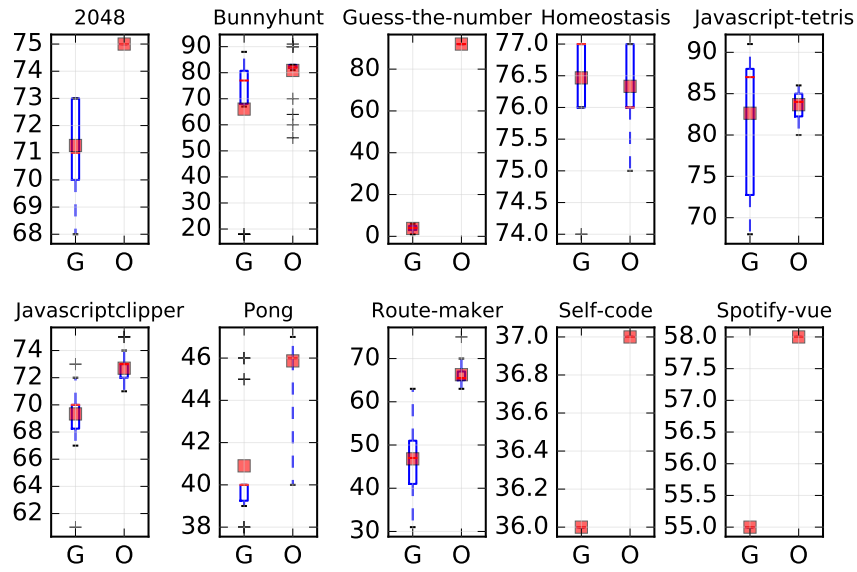 2048 Bunnyhunt Guess-the-number Homeostasis Javascript-tetris
75 90 80 77.0 90
74 80 60 76.5 85
73 70 40 76.0 80
72 60 20 75.5 75
71 50 0 75.0 70
70 40 74.5
69 30 74.0
68 20
G O G O G O G O G O
Javascriptclipper Pong Route-maker Self-code Spotify-vue
74 46 70 37.0 58.0
72 44 60 36.8 57.5
70 42 50 36.6 57.0
68 40 40 36.4 56.5
66 38 30 36.2 56.0
64 36.0 55.5
62 55.0
G O G O G O G O G O